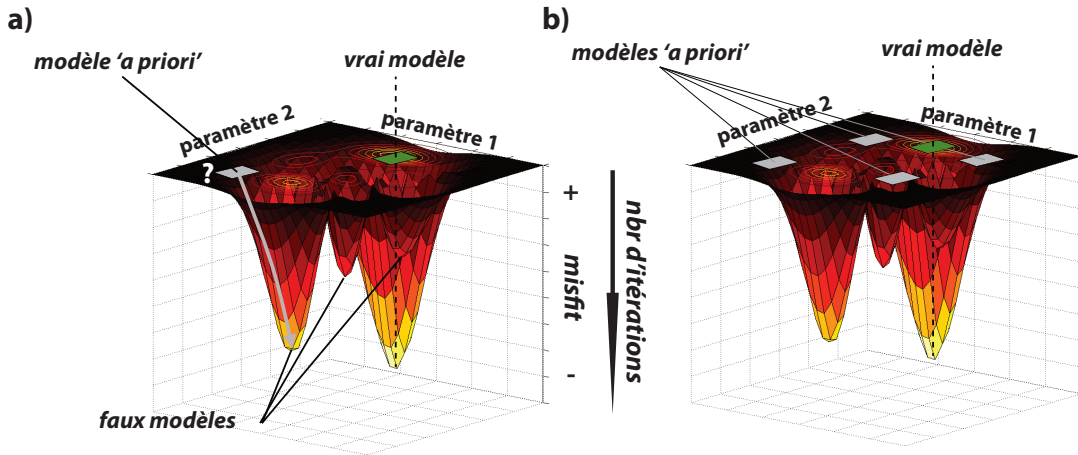 a)
modèle ‘a priori’
vrai modèle
paramètre 2
paramètre 1
?
+
misfit
-
faux modèles
nbr d’itérations
b)
modèles ‘a priori’
vrai modèle
paramètre 2
paramètre 1